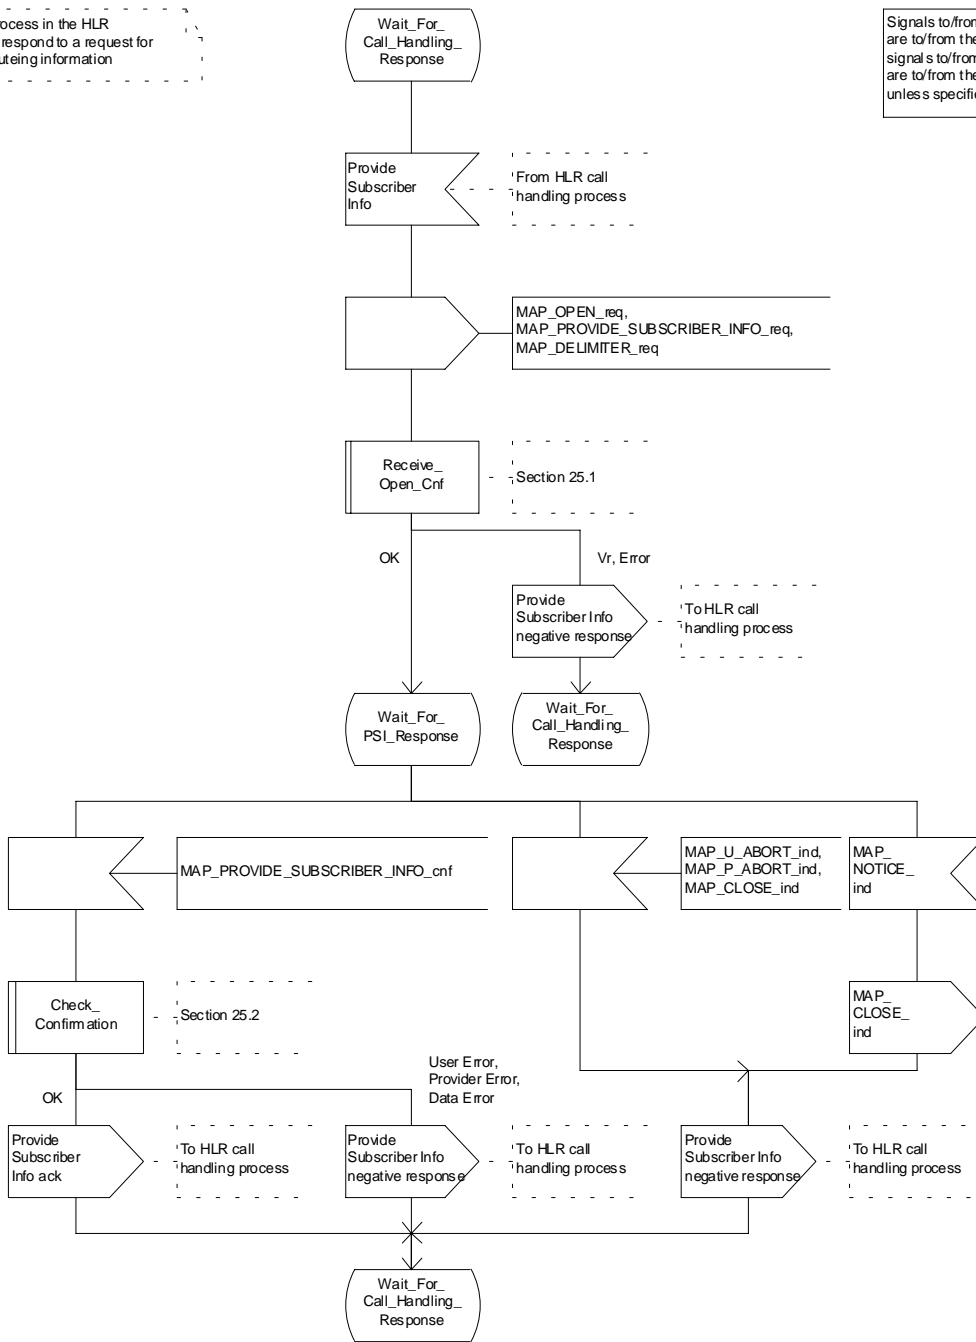 in the HLR
respond to a request for
information
Wait_For_
Call_Handling_
Response
Signals to/from
are to/from the
signals to/from
are to/from the
unless
Provide
Subscriber
Info
From HLR call
handling process
MAP_OPEN_req,
MAP_PROVIDE_SUBSCRIBER_INFO_req,
MAP_DELIMITER_req
Receive_
Open_Cnf
Section 25.1
OK
Vr, Error
Provide
Subscriber Info
negative response
To HLR call
handling process
Wait_For_
PSI_Response
Wait_For_
Call_Handling_
Response
MAP_PROVIDE_SUBSCRIBER_INFO_cnf
MAP_U_ABORT_ind,
MAP_P_ABORT_ind,
MAP_CLOSE_ind
MAP_
NOTICE_
ind
Check_
Confirmation
Section 25.2
MAP_
CLOSE_
ind
OK
User Error,
Provider Error,
Data Error
Provide
Subscriber
Info ack
To HLR call
handling process
Provide
Subscriber Info
negative response
To HLR call
handling process
Provide
Subscriber Info
negative response
To HLR call
handling process
Wait_For_
Call_Handling_
Response